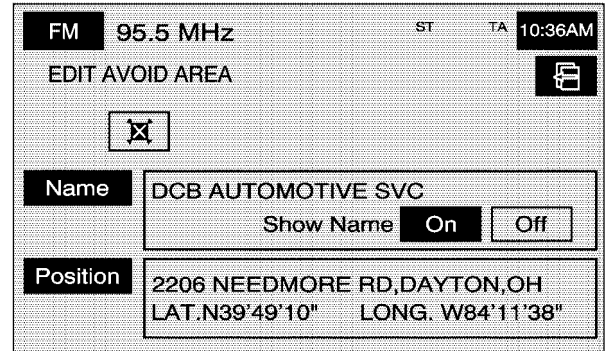 FM 95.5 MHz ST TA 10:36AM
EDIT AVOID AREA
Name DCB AUTOMOTIVE SVC
Show Name On Off
Position 2206 NEEDMORE RD,DAYTON,OH
LAT.N39'49'10" LONG. W84'11'38"